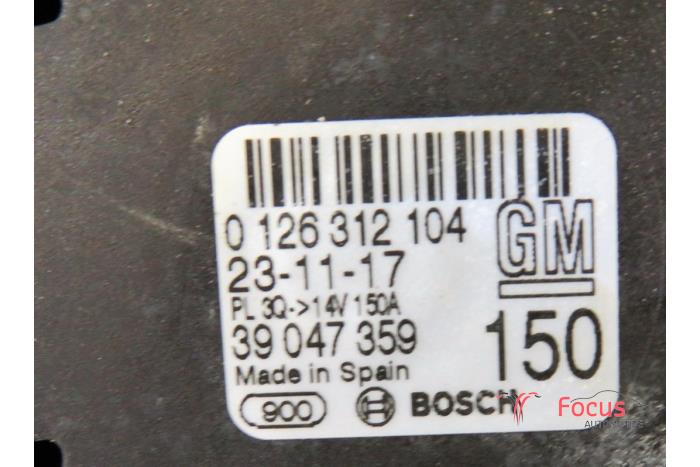 0 126 312 104
GM
23-11-17
PL 3Q->14V 150A
39 047 359
150
Made in Spain
900 BOSCH
Focus
AUTOMOTIVE